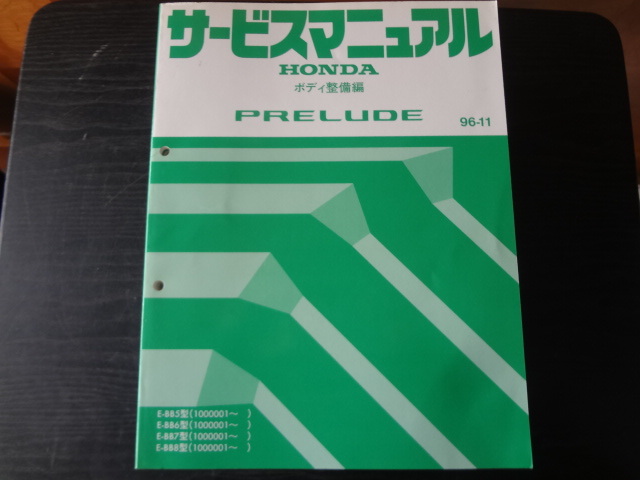 サービスマニュアル
HONDA
ボディ整備編
PRELUDE
96-11
E-BB5型(1000001～　)
E-BB6型(1000001～　)
E-BB7型(1000001～　)
E-BB8型(1000001～　)